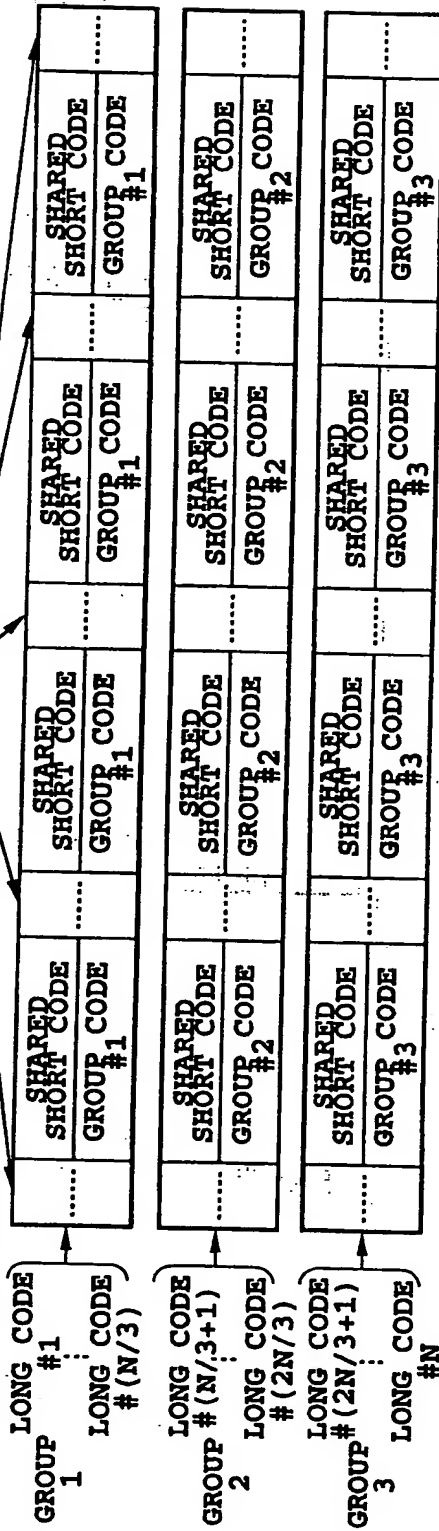 GROUP 1
LONG CODE #1
⋮
LONG CODE #(N/3)
......
SHARED SHORT CODE
GROUP CODE #1
......
SHARED SHORT CODE
GROUP CODE #1
......
SHARED SHORT CODE
GROUP CODE #1
......
SHARED SHORT CODE
GROUP CODE #1
......
GROUP 2
LONG CODE #(N/3+1)
⋮
LONG CODE #(2N/3)
......
SHARED SHORT CODE
GROUP CODE #2
......
SHARED SHORT CODE
GROUP CODE #2
......
SHARED SHORT CODE
GROUP CODE #2
......
SHARED SHORT CODE
GROUP CODE #2
......
GROUP 3
LONG CODE #(2N/3+1)
⋮
LONG CODE #N
......
SHARED SHORT CODE
GROUP CODE #3
......
SHARED SHORT CODE
GROUP CODE #3
......
SHARED SHORT CODE
GROUP CODE #3
......
SHARED SHORT CODE
GROUP CODE #3
......